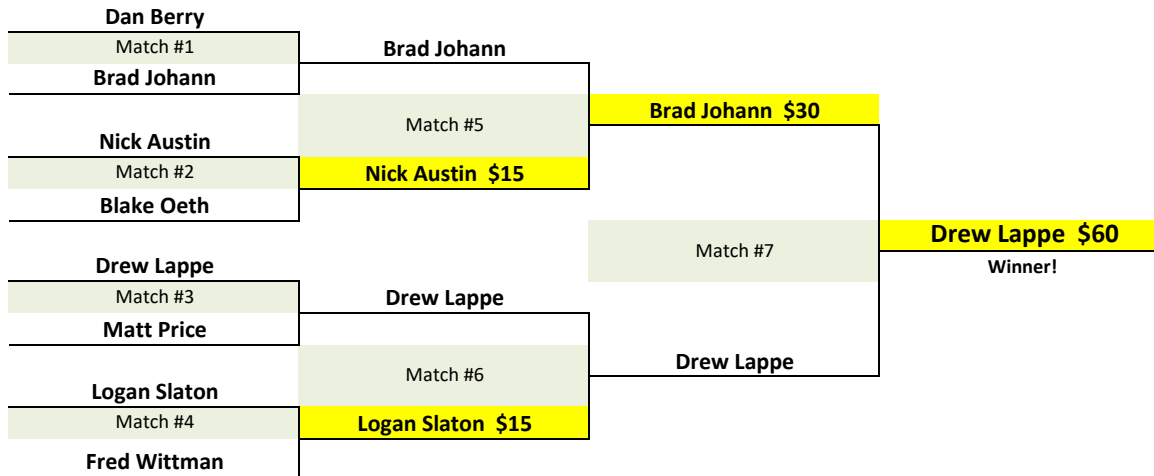 Dan Berry
Match #1
Brad Johann
Brad Johann
Match #5
Brad Johann $30
Nick Austin
Match #2
Nick Austin $15
Blake Oeth
Match #7
Drew Lappe $60
Winner!
Drew Lappe
Match #3
Drew Lappe
Matt Price
Match #6
Drew Lappe
Logan Slaton
Match #4
Logan Slaton $15
Fred Wittman